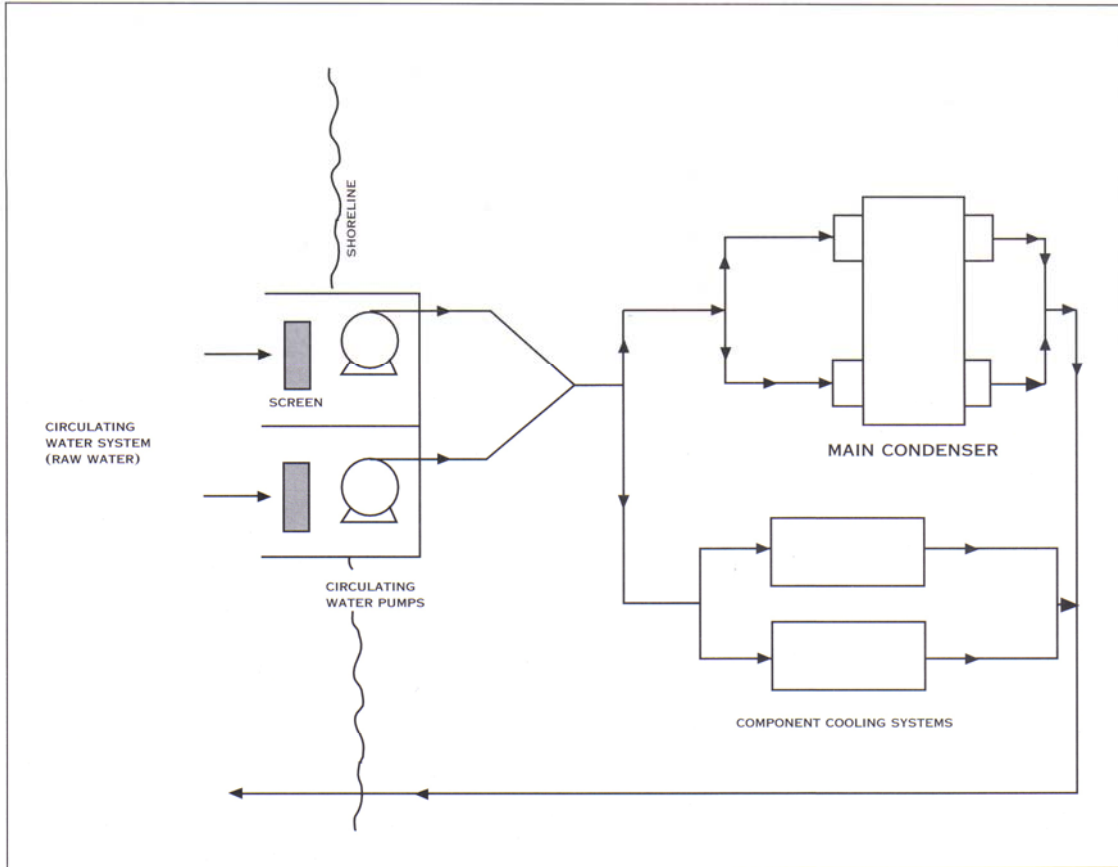 SHORELINE
SCREEN
CIRCULATING
WATER SYSTEM
(RAW WATER)
MAIN CONDENSER
CIRCULATING
WATER PUMPS
COMPONENT COOLING SYSTEMS